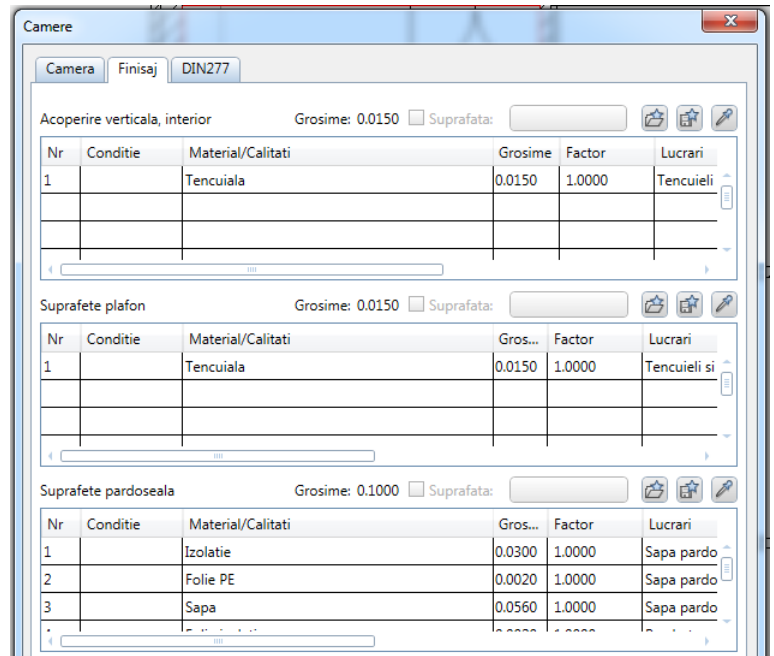 Camere
Camera Finisaj DIN277
Acoperire verticala, interior Grosime: 0.0150 Suprafata:
Nr Conditie Material/Calitati Grosime Factor Lucrari
1 Tencuiala 0.0150 1.0000 Tencuieli
Suprafete plafon Grosime: 0.0150 Suprafata:
Nr Conditie Material/Calitati Gros... Factor Lucrari
1 Tencuiala 0.0150 1.0000 Tencuieli si
Suprafete pardoseala Grosime: 0.1000 Suprafata:
Nr Conditie Material/Calitati Gros... Factor Lucrari
1 Izolatie 0.0300 1.0000 Sapa pardo
2 Folie PE 0.0020 1.0000 Sapa pardo
3 Sapa 0.0560 1.0000 Sapa pardo